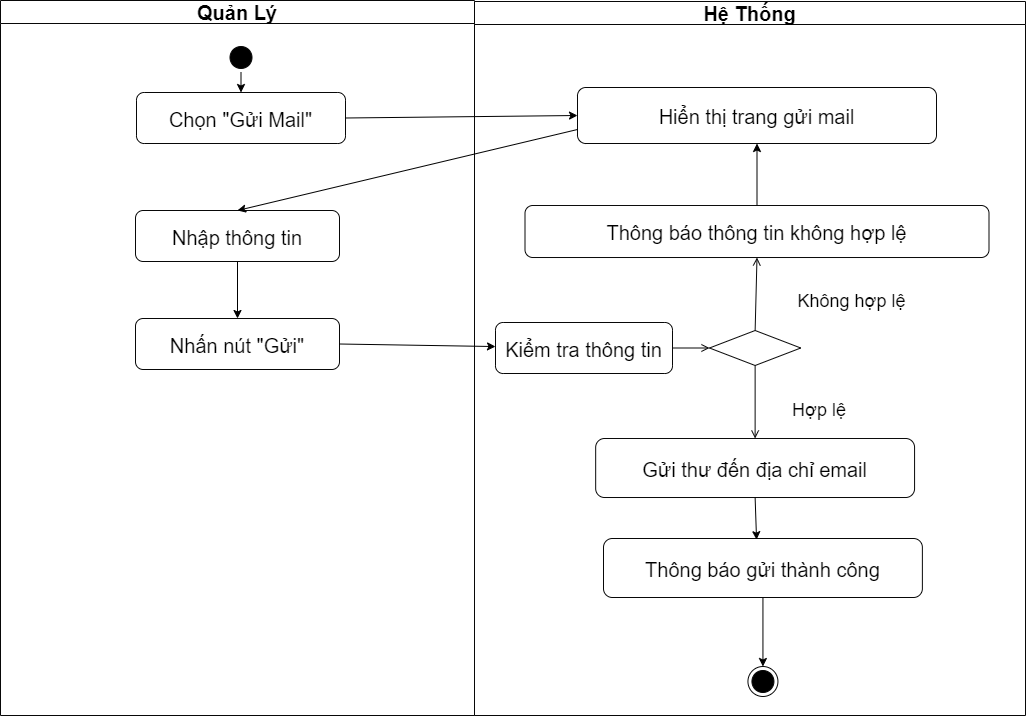 Quản Lý
Hệ Thống
Chọn "Gửi Mail"
Hiển thị trang gửi mail
Nhập thông tin
Thông báo thông tin không hợp lệ
Không hợp lệ
Nhấn nút "Gửi"
Kiểm tra thông tin
Hợp lệ
Gửi thư đến địa chỉ email
Thông báo gửi thành công